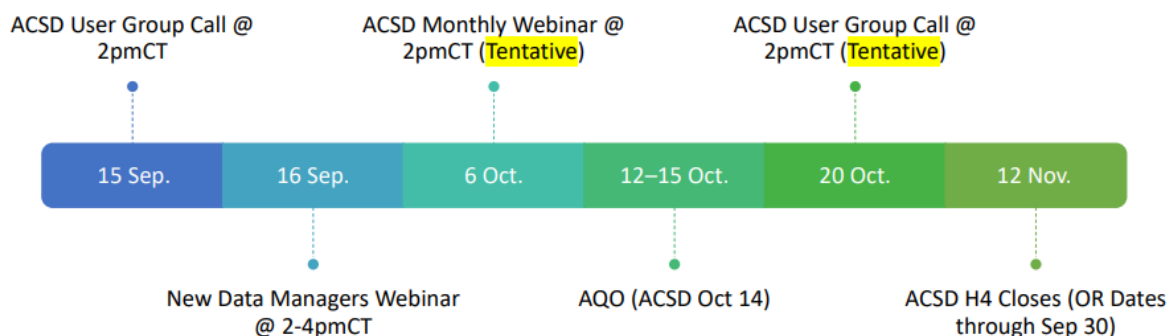 ACSD User Group Call @
2pmCT
ACSD Monthly Webinar @
2pmCT (Tentative)
ACSD User Group Call @
2pmCT (Tentative)
15 Sep.
16 Sep.
6 Oct.
12–15 Oct.
20 Oct.
12 Nov.
New Data Managers Webinar
@ 2-4pmCT
AQO (ACSD Oct 14)
ACSD H4 Closes (OR Dates
through Sep 30)